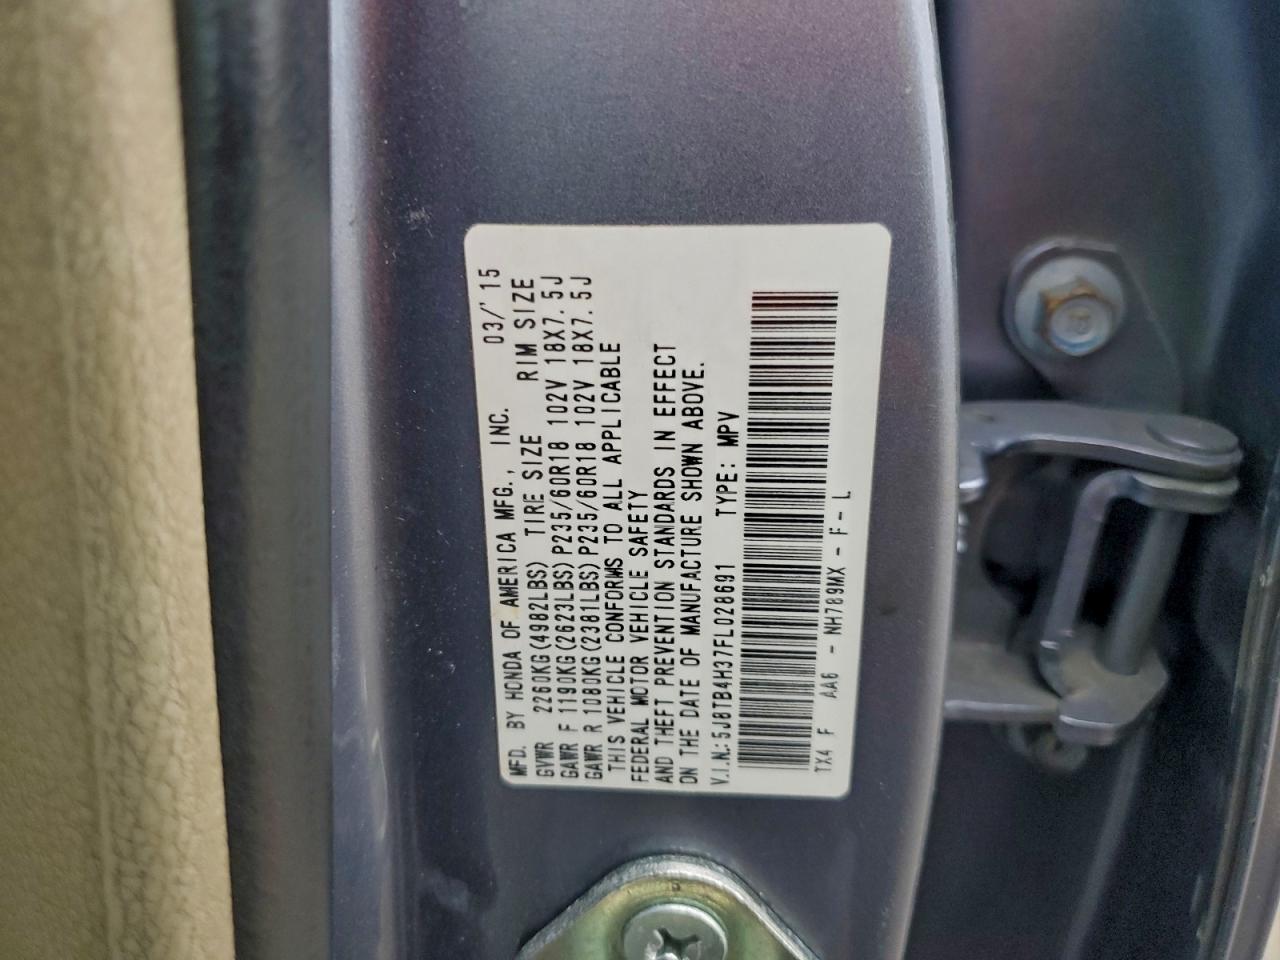 MFD. BY HONDA OF AMERICA MFG., INC. 03/'15
GVWR 2260KG(4982LBS) TIRE SIZE RIM SIZE
GAWR F 1190KG(2623LBS)P235/60R18 102V 18X7.5J
GAWR R 1080KG(2381LBS)P235/60R18 102V 18X7.5J
THIS VEHICLE CONFORMS TO ALL APPLICABLE
FEDERAL MOTOR VEHICLE SAFETY
AND THEFT PREVENTION STANDARDS IN EFFECT
ON THE DATE OF MANUFACTURE SHOWN ABOVE.
V.I.N.:5J8TB4H37FL028691 TYPE: MPV
TX4 F AA6 - NH789MX - F - L